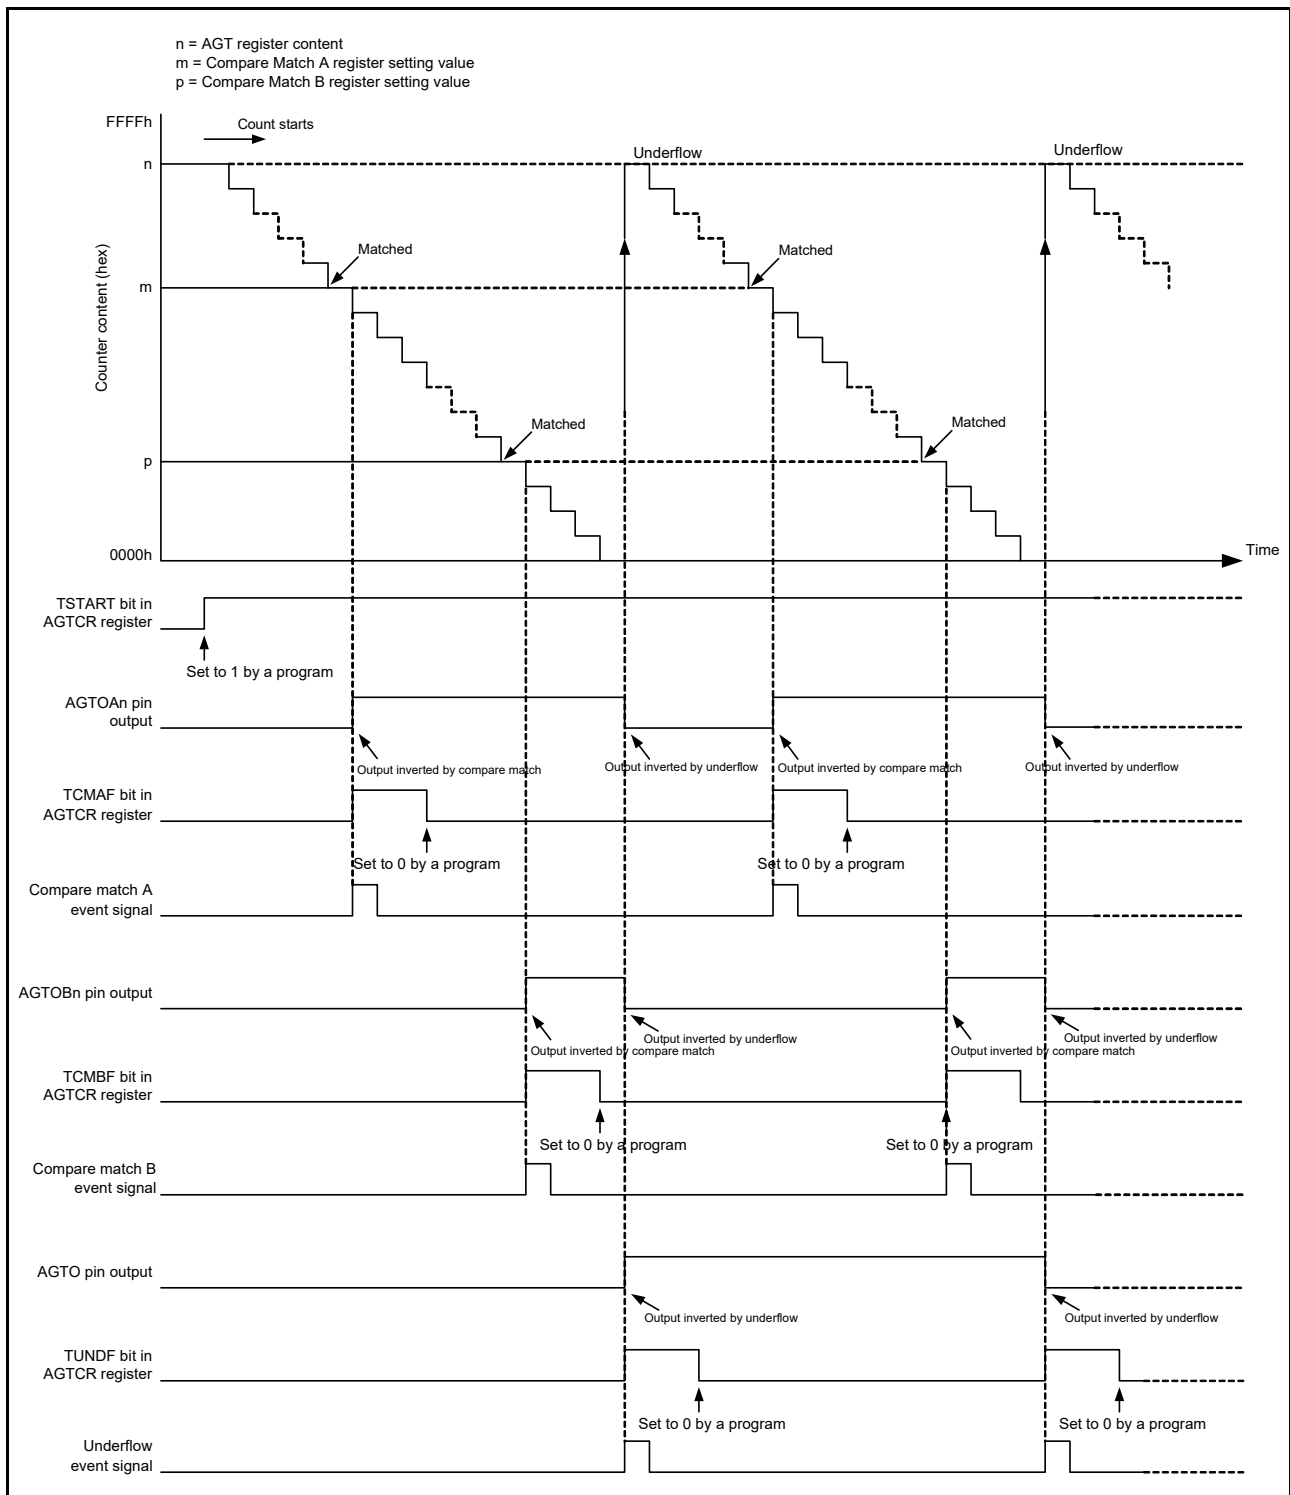 n = AGT register content
m = Compare Match A register setting value
p = Compare Match B register setting value
FFFFh
Count starts
n
Underflow
Underflow
Matched
Matched
Counter content (hex)
m
Matched
Matched
p
0000h
Time
TSTART bit in
AGTCR register
Set to 1 by a program
AGTOAn pin
output
Output inverted by compare match
Output inverted by underflow
Output inverted by compare match
Output inverted by underflow
TCMAF bit in
AGTCR register
Set to 0 by a program
Set to 0 by a program
Compare match A
event signal
AGTOBn pin output
Output inverted by underflow
Output inverted by underflow
Output inverted by compare match
Output inverted by compare match
TCMBF bit in
AGTCR register
Set to 0 by a program
Set to 0 by a program
Compare match B
event signal
AGTO pin output
Output inverted by underflow
Output inverted by underflow
TUNDF bit in
AGTCR register
Set to 0 by a program
Set to 0 by a program
Underflow
event signal